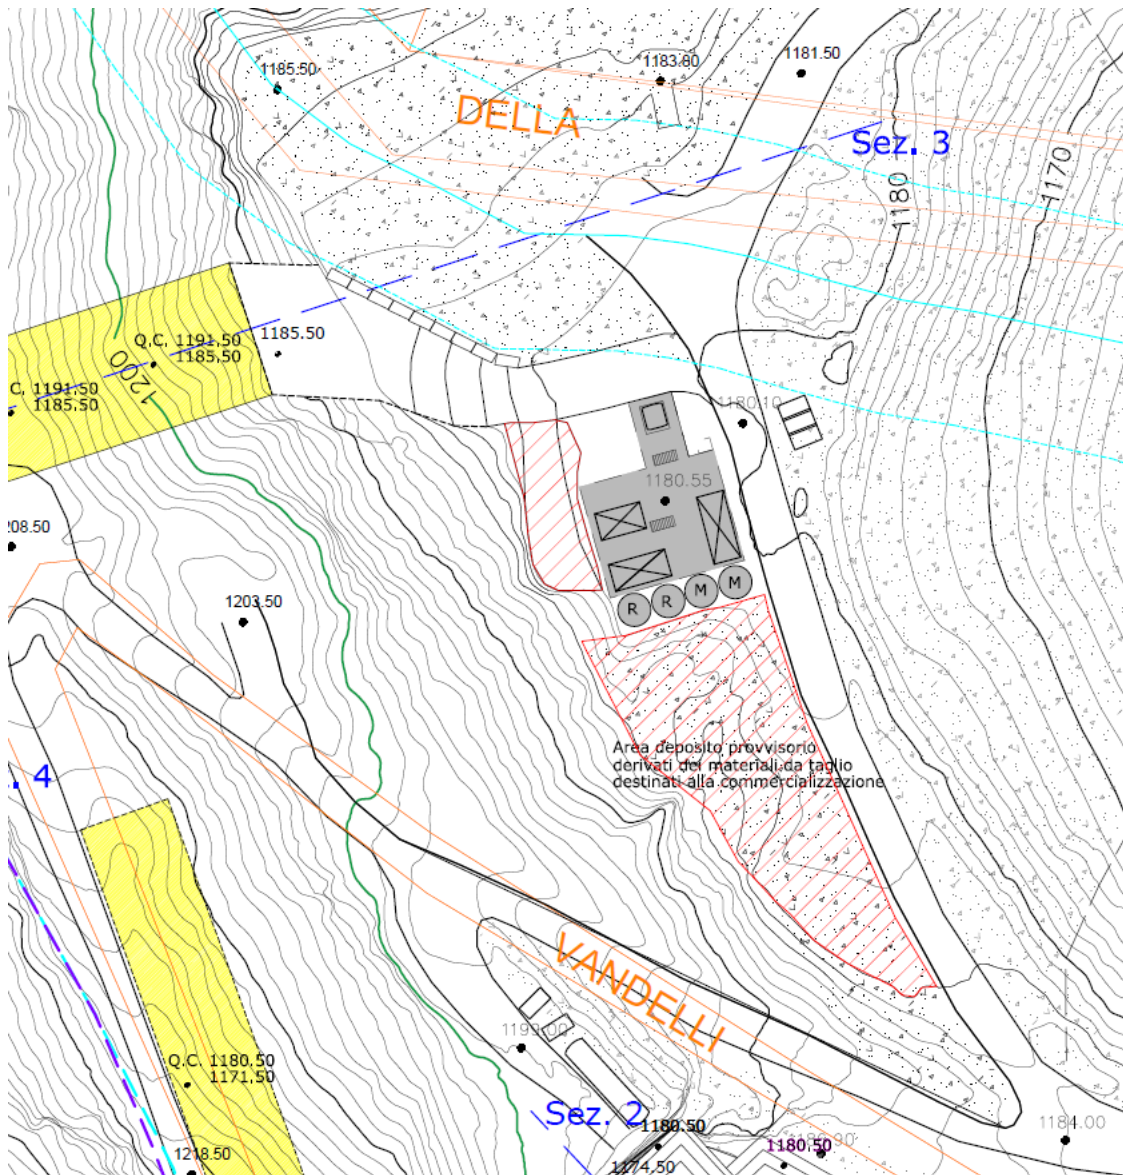 1185.50
1183.80
1181.50
DELLA
Sez. 3
1180
1170
Q.C. 1191,50
1185,50
1185.50
1200
C. 1191,50
1185,50
1180.10
1180.55
208.50
1203.50
R
R
M
M
Area deposito provvisorio
derivati dei materiali da taglio
destinati alla commercializzazione
. 4
VANDELLI
1199.00
Q.C. 1180,50
1171,50
Sez. 2
1180.50
1180.50
1184.00
1218.50
1174.50